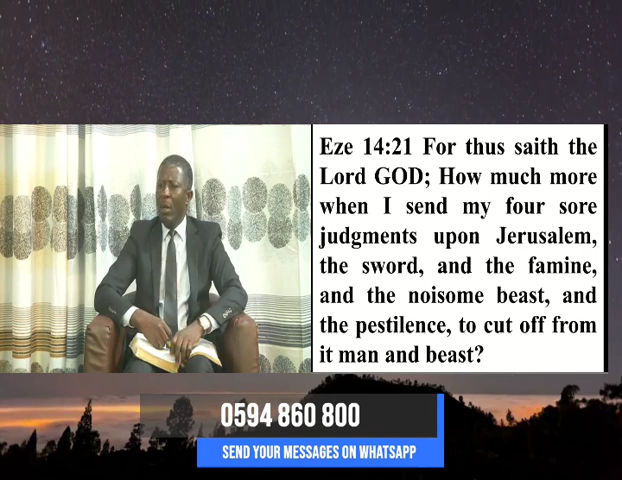 Eze 14:21 For thus saith the
Lord GOD; How much more
when I send my four sore
judgments upon Jerusalem,
the sword, and the famine,
and the noisome beast, and
the pestilence, to cut off from
it man and beast?
0594 860 800
SEND YOUR MESSAGES ON WHATSAPP